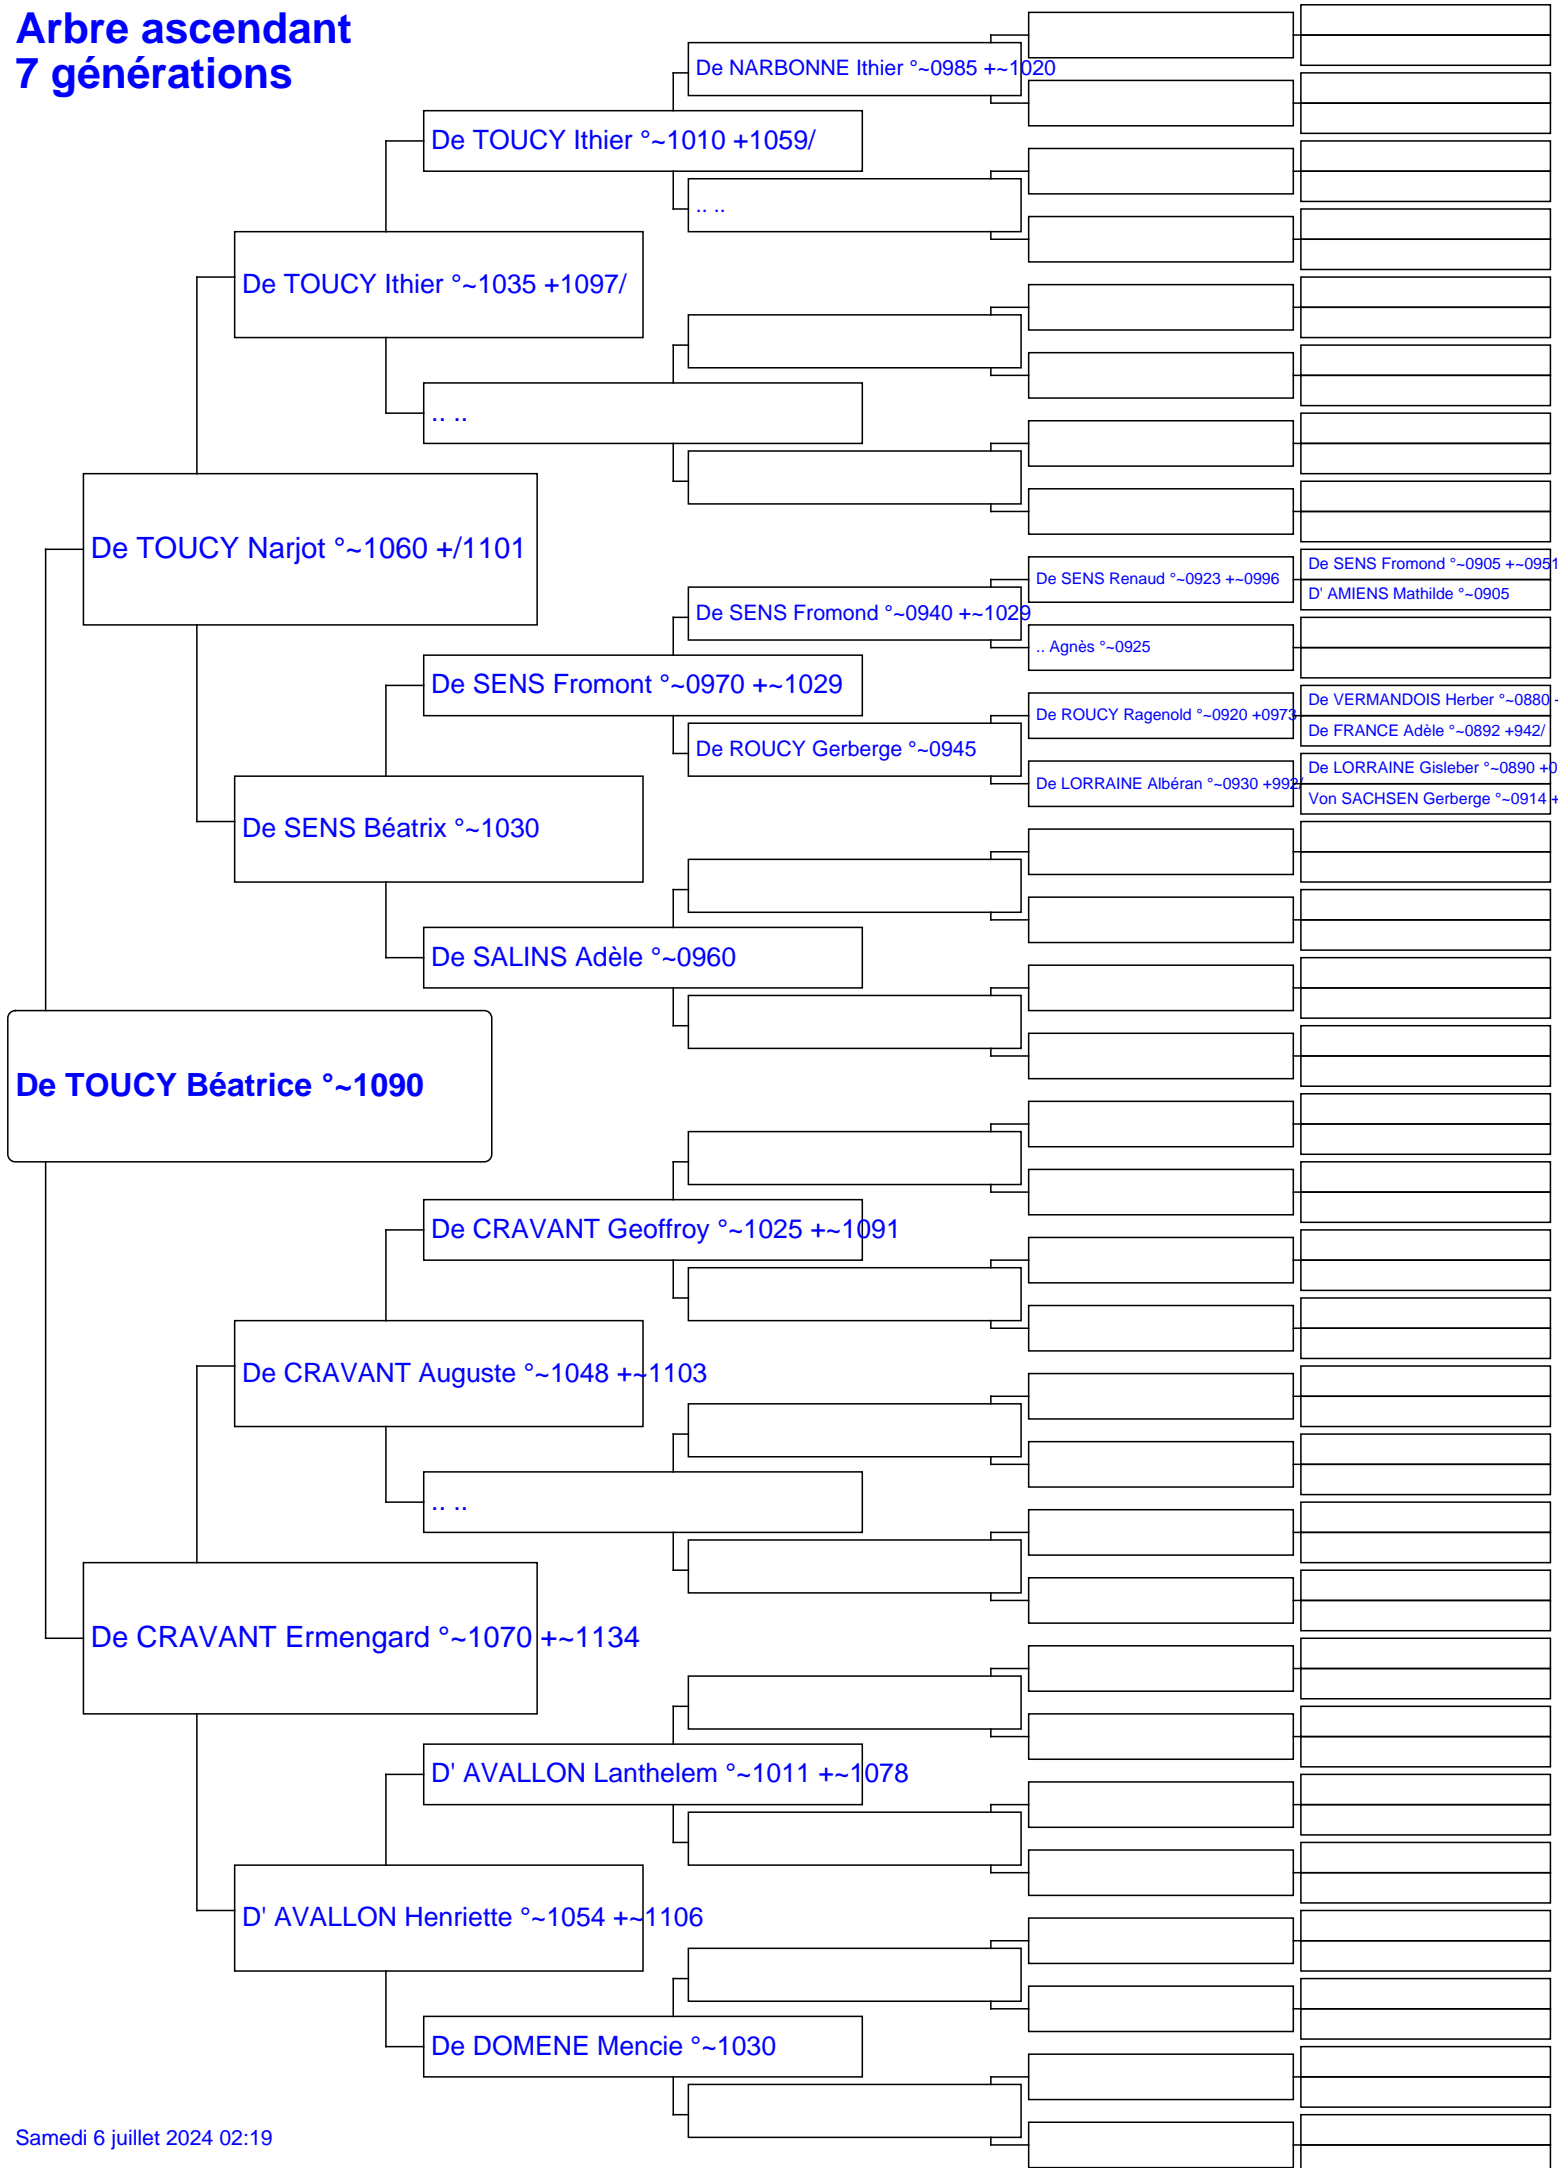 Arbre ascendant
7 générations
De NARBONNE Ithier °~0985 +~1020
De TOUCY Ithier °~1010 +1059/
.. ..
De TOUCY Ithier °~1035 +1097/
.. ..
De TOUCY Narjot °~1060 +/1101
De SENS Fromond °~0905 +~0951
De SENS Renaud °~0923 +~0996
D' AMIENS Mathilde °~0905
De SENS Fromond °~0940 +~1029
.. Agnès °~0925
De SENS Fromont °~0970 +~1029
De VERMANDOIS Herber °~0880 -
De ROUCY Ragenold °~0920 +0973
De FRANCE Adèle °~0892 +942/
De ROUCY Gerberge °~0945
De LORRAINE Gisleber °~0890 +0
De LORRAINE Albéran °~0930 +992/
Von SACHSEN Gerberge °~0914 +
De SENS Béatrix °~1030
De SALINS Adèle °~0960
De TOUCY Béatrice °~1090
De CRAVANT Geoffroy °~1025 +~1091
De CRAVANT Auguste °~1048 +~1103
.. ..
De CRAVANT Ermengard °~1070 +~1134
D' AVALLON Lanthelem °~1011 +~1078
D' AVALLON Henriette °~1054 +~1106
De DOMENE Mencie °~1030
Samedi 6 juillet 2024 02:19